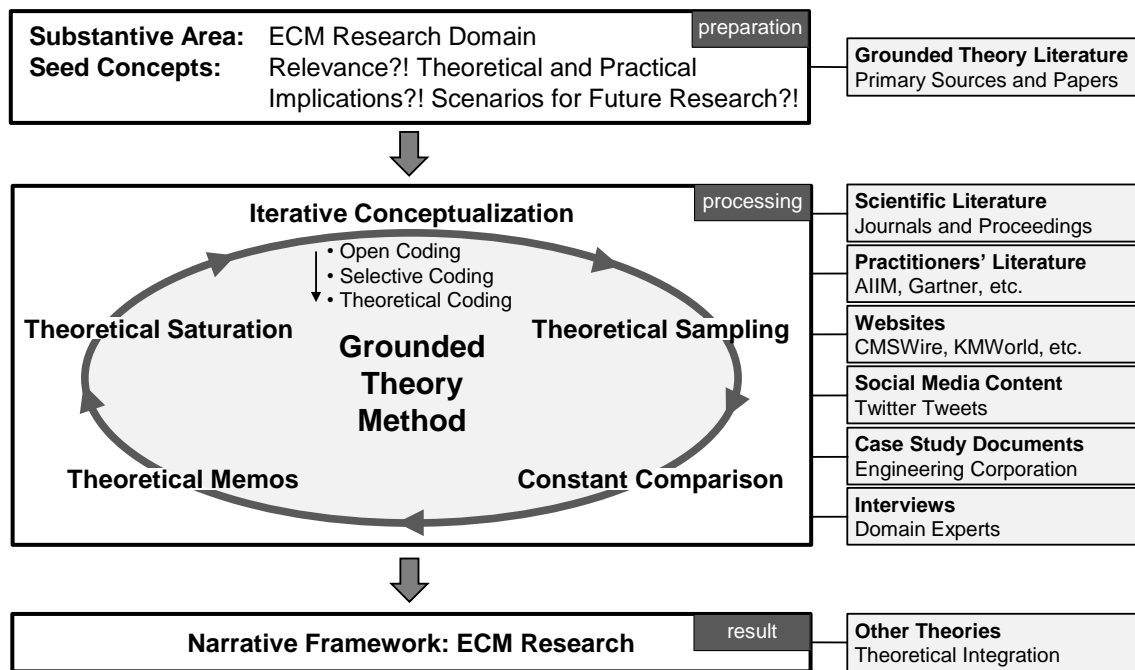 preparation
Substantive Area: ECM Research Domain
Seed Concepts: Relevance?! Theoretical and Practical
Implications?! Scenarios for Future Research?!
Grounded Theory Literature
Primary Sources and Papers
processing
Iterative Conceptualization
• Open Coding
• Selective Coding
• Theoretical Coding
Theoretical Saturation
Theoretical Sampling
Grounded
Theory
Method
Theoretical Memos
Constant Comparison
Scientific Literature
Journals and Proceedings
Practitioners’ Literature
AIIM, Gartner, etc.
Websites
CMSWire, KMWorld, etc.
Social Media Content
Twitter Tweets
Case Study Documents
Engineering Corporation
Interviews
Domain Experts
result
Narrative Framework: ECM Research
Other Theories
Theoretical Integration